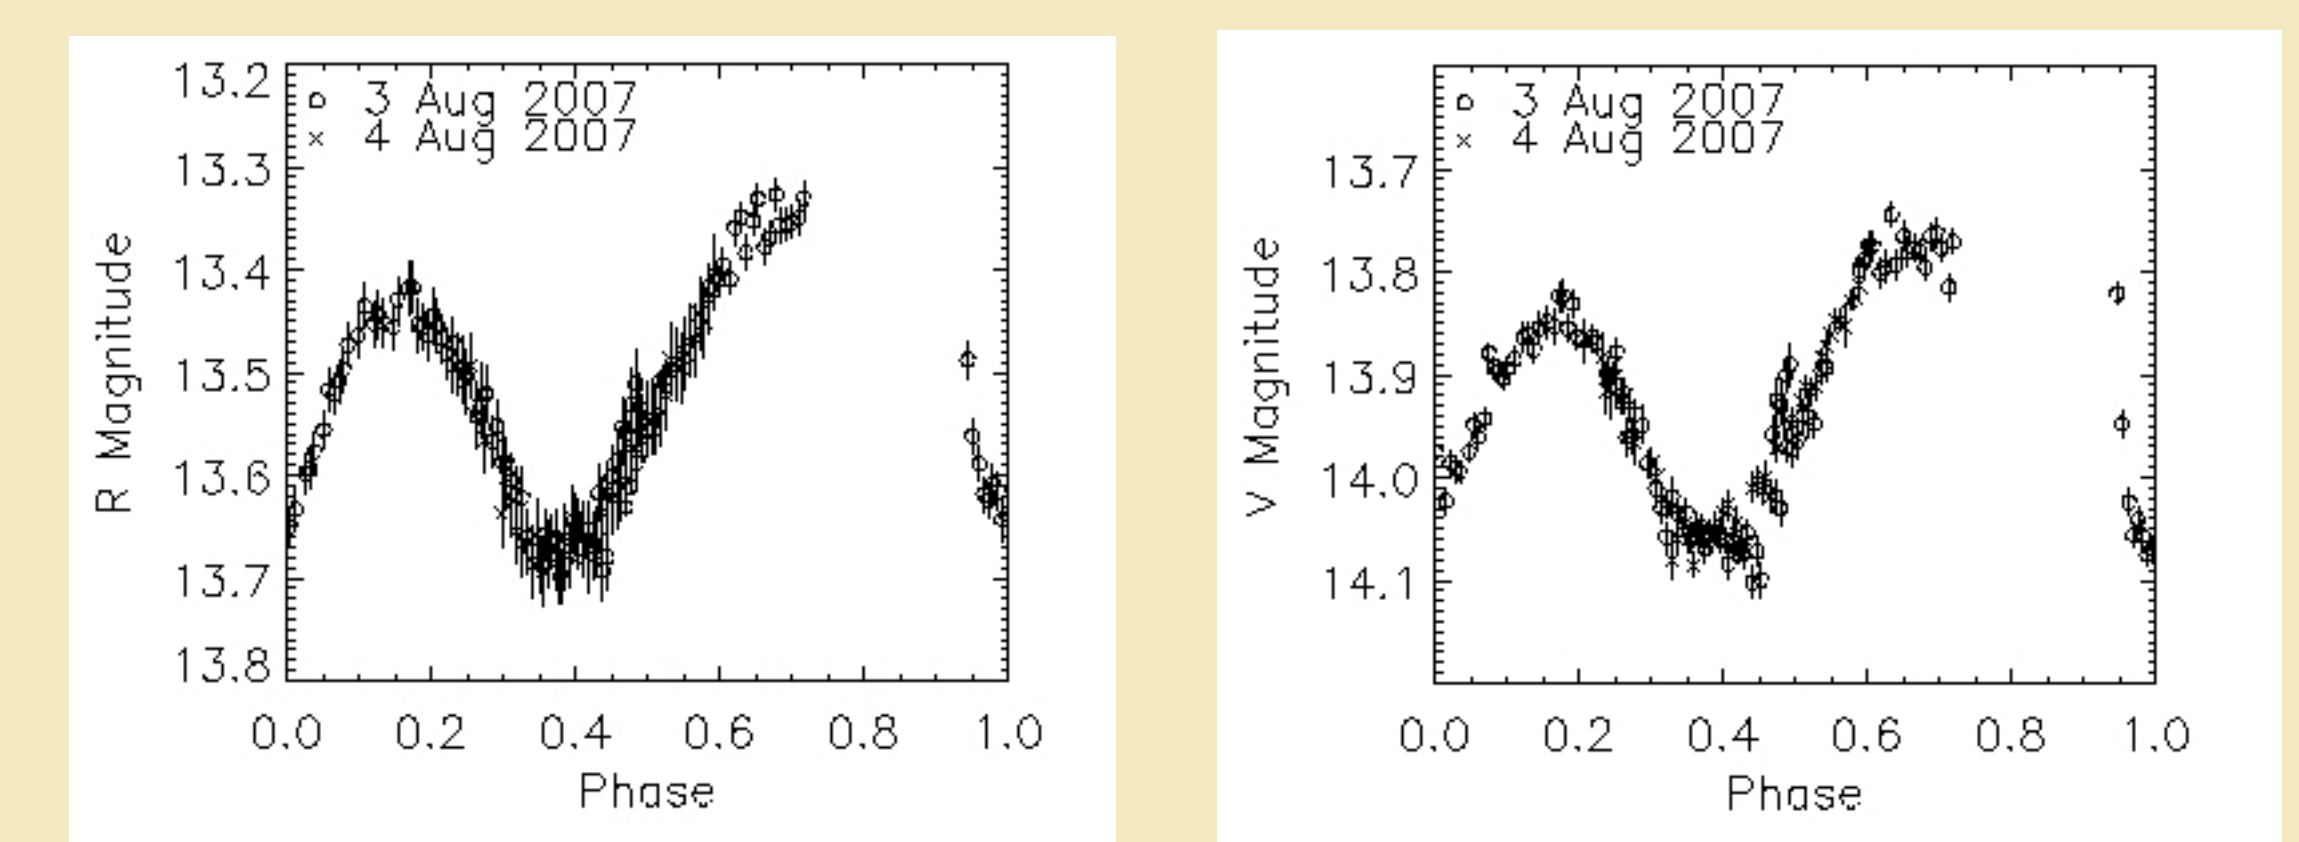 13.2
13.3
13.4
13.5
13.6
13.7
13.8
R Magnitude
3 Aug 2007
4 Aug 2007
0.0 0.2 0.4 0.6 0.8 1.0
Phase
13.7
13.8
13.9
14.0
14.1
V Magnitude
3 Aug 2007
4 Aug 2007
0.0 0.2 0.4 0.6 0.8 1.0
Phase